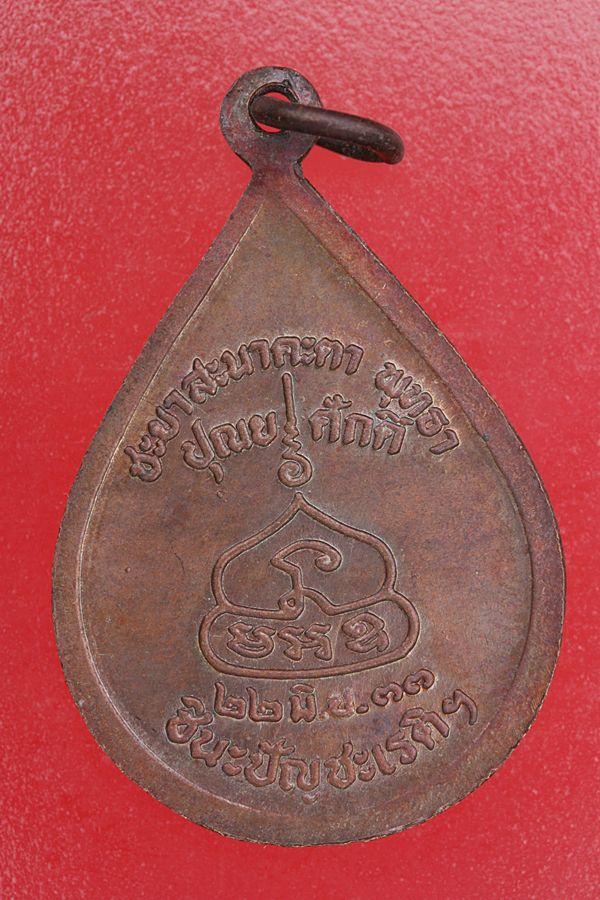 ชะยาสะนาคะตา พุทธา
ปุณย ศักดิ์
๒๒ มิ.ย. ๓๓
ชินะปัญชะเรติฯ